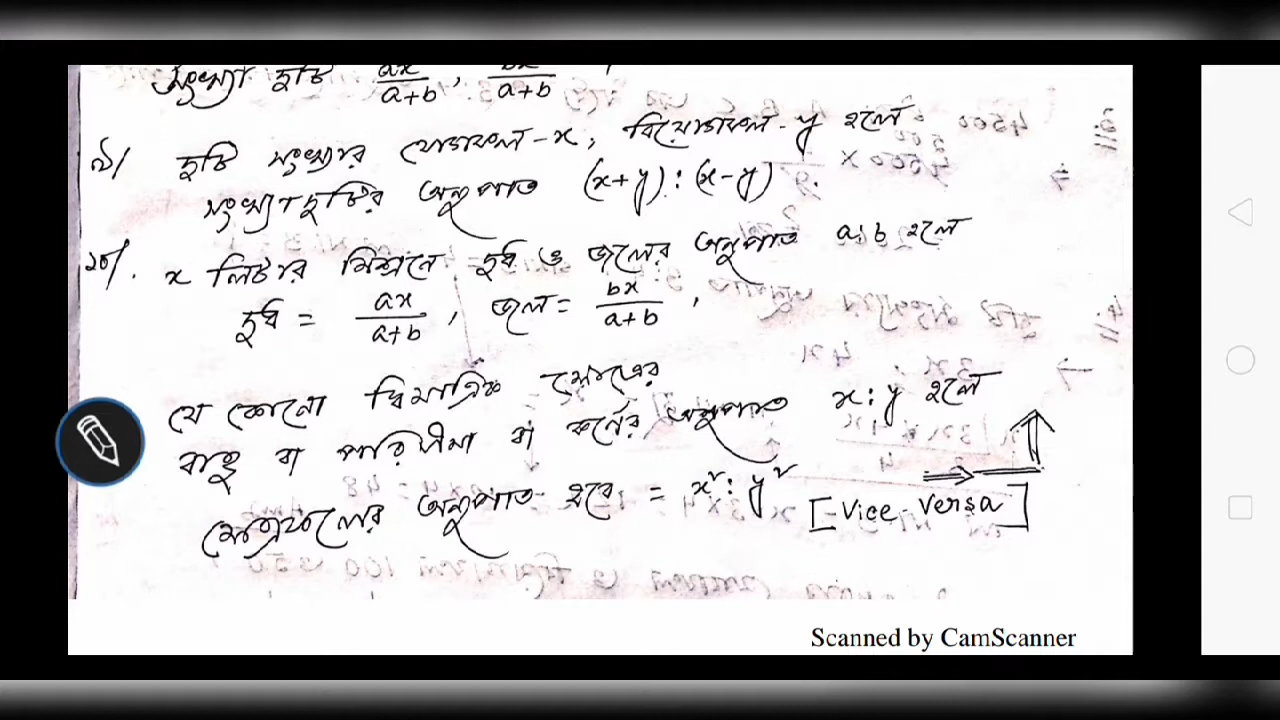 সংখ্যা দুটি ax/a+b, bx/a+b ।
৯/ দুটি সংখ্যার যোগফল-x, বিয়োগফল-y হলে
সংখ্যাদুটির অনুপাত (x+y):(x-y)
১০/. x লিটার মিশ্রনে দুধ ও জলের অনুপাত a:b হলে
দুধ = ax/a+b, জল= bx/a+b,
যে কোনো দ্বিমাত্রিক ক্ষেত্রের
বাহু বা পরিসীমা বা কর্নের অনুপাত x:y হলে
ক্ষেত্রফলের অনুপাত হবে = x²:y² [Vice-Versa]
Scanned by CamScanner